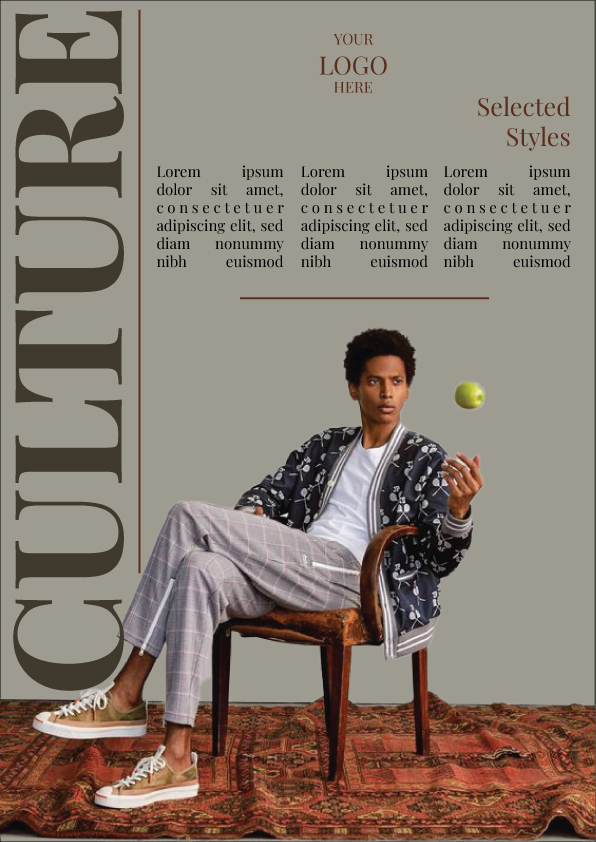 CULTURE
YOUR
LOGO
HERE
Selected
Styles
Lorem ipsum
dolor sit amet,
consectetuer
adipiscing elit, sed
diam nonummy
nibh euismod
Lorem ipsum
dolor sit amet,
consectetuer
adipiscing elit, sed
diam nonummy
nibh euismod
Lorem ipsum
dolor sit amet,
consectetuer
adipiscing elit, sed
diam nonummy
nibh euismod